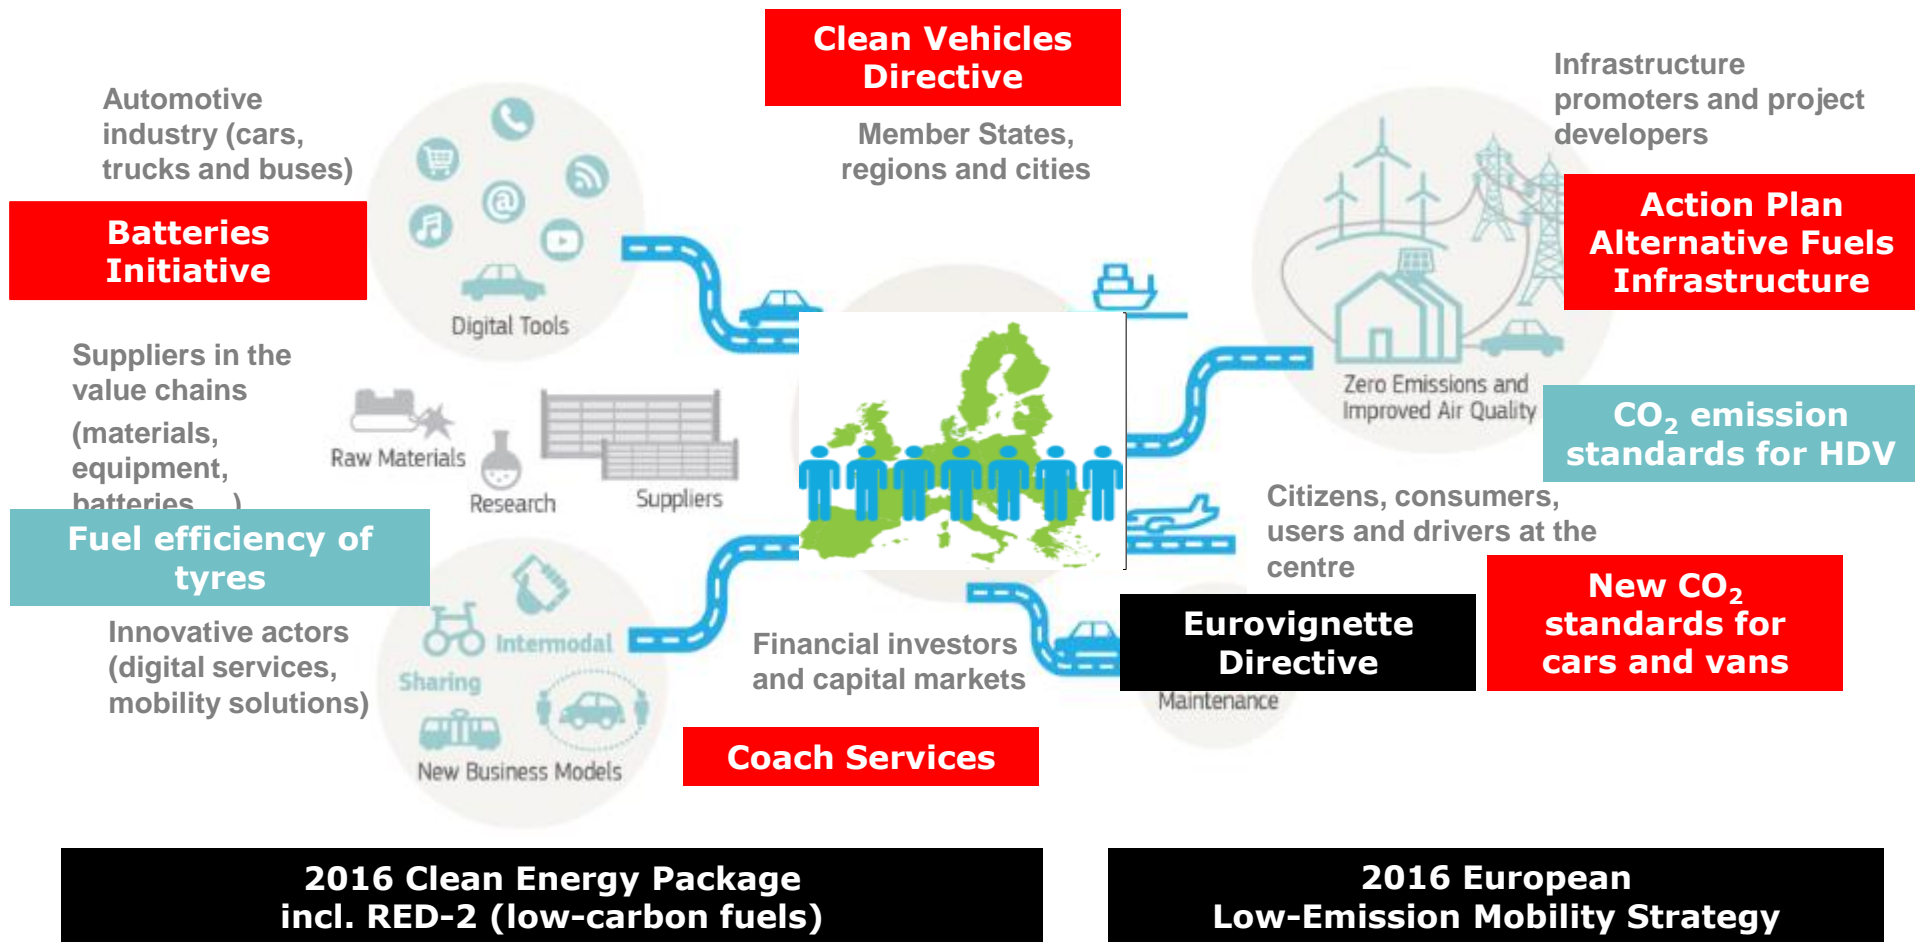 Clean Vehicles
Directive
Member States,
regions and cities
Automotive
industry (cars,
trucks and buses)
Batteries
Initiative
Digital Tools
Infrastructure
promoters and project
developers
Action Plan
Alternative Fuels
Infrastructure
Zero Emissions and
Improved Air Quality
CO₂ emission
standards for HDV
Suppliers in the
value chains
(materials,
equipment,
batteries...)
Raw Materials
Research
Suppliers
Fuel efficiency of
tyres
Innovative actors
(digital services,
mobility solutions)
Intermodal
Sharing
New Business Models
Financial investors
and capital markets
Coach Services
Citizens, consumers,
users and drivers at the
centre
Eurovignette
Directive
New CO₂
standards for
cars and vans
Maintenance
2016 Clean Energy Package
incl. RED-2 (low-carbon fuels)
2016 European
Low-Emission Mobility Strategy